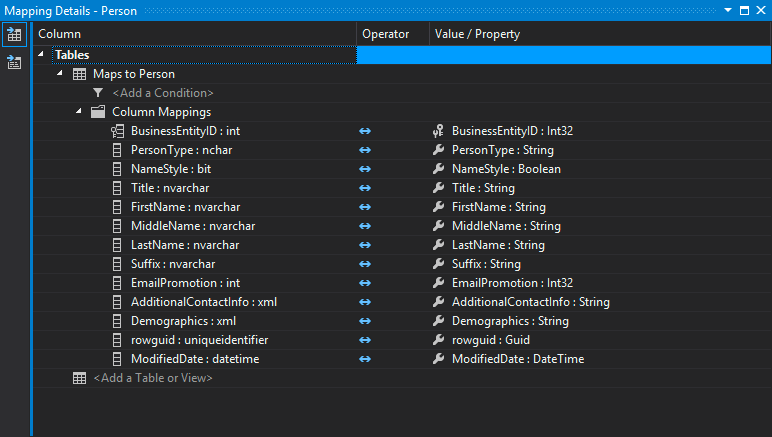 Mapping Details - Person
Column Operator Value / Property
Tables
Maps to Person
<Add a Condition>
Column Mappings
BusinessEntityID : int BusinessEntityID : Int32
PersonType : nchar PersonType : String
NameStyle : bit NameStyle : Boolean
Title : nvarchar Title : String
FirstName : nvarchar FirstName : String
MiddleName : nvarchar MiddleName : String
LastName : nvarchar LastName : String
Suffix : nvarchar Suffix : String
EmailPromotion : int EmailPromotion : Int32
AdditionalContactInfo : xml AdditionalContactInfo : String
Demographics : xml Demographics : String
rowguid : uniqueidentifier rowguid : Guid
ModifiedDate : datetime ModifiedDate : DateTime
<Add a Table or View>